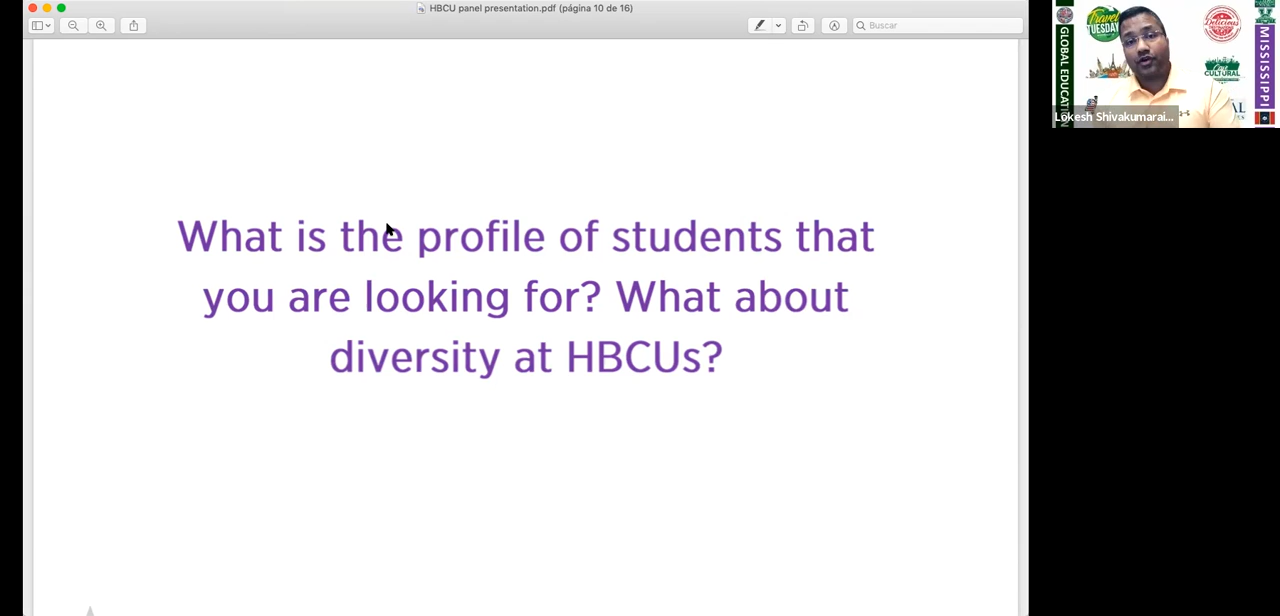 HBCU panel presentation.pdf (página 10 de 16)
Buscar
What is the profile of students that
you are looking for? What about
diversity at HBCUs?
GLOBAL EDUCATION
Travel
TUESDAY
Delicious
CULTURAL
MISSISSIPPI
Lokesh Shivakumarai...